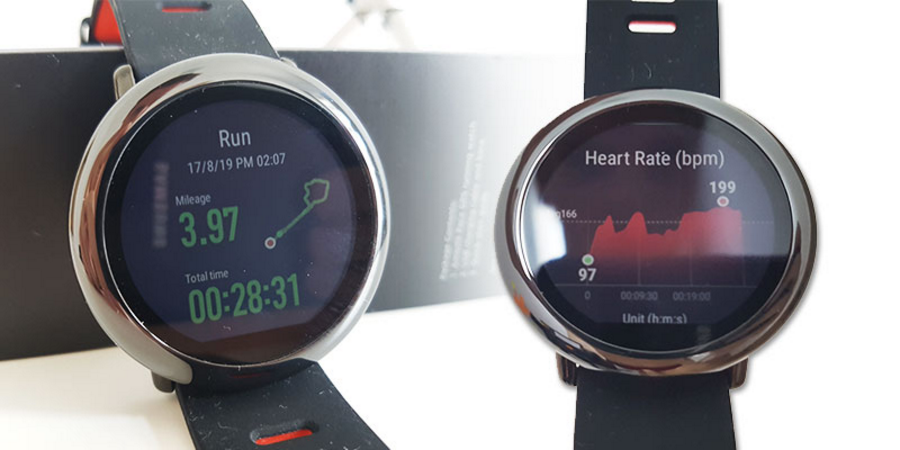 Run
17/8/19 PM 02:07
Mileage
3.97
Total time
00:28:31
Heart Rate (bpm)
199
166
97
0 00:09:30 00:19:00
Unit (h:m:s)